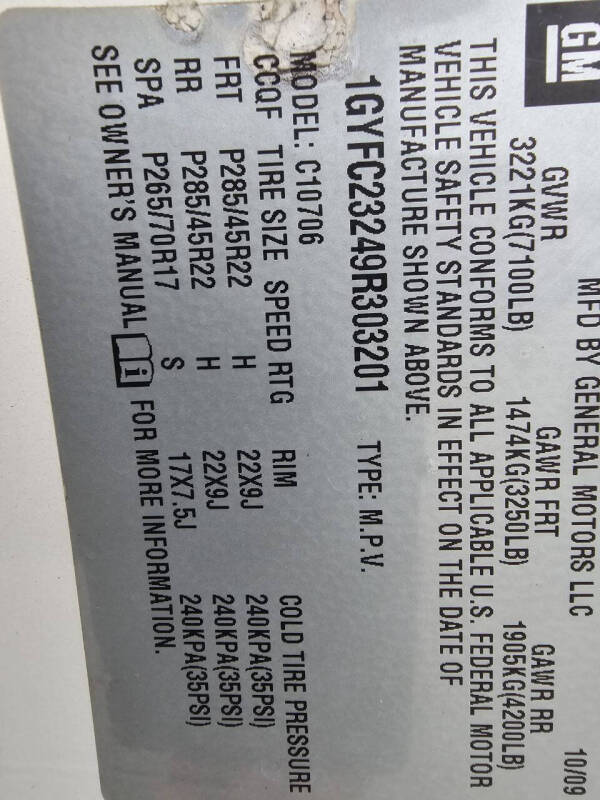 GM
MFD BY GENERAL MOTORS LLC 10/09
GVWR GAWR FRT GAWR RR
3221KG(7100LB) 1474KG(3250LB) 1905KG(4200LB)
THIS VEHICLE CONFORMS TO ALL APPLICABLE U.S. FEDERAL MOTOR
VEHICLE SAFETY STANDARDS IN EFFECT ON THE DATE OF
MANUFACTURE SHOWN ABOVE.
1GYFC23249R303201 TYPE: M.P.V.
MODEL: C10706
CCQF TIRE SIZE SPEED RTG RIM COLD TIRE PRESSURE
FRT P285/45R22 H 22X9J 240KPA(35PSI)
RR P285/45R22 H 22X9J 240KPA(35PSI)
SPA P265/70R17 S 17X7.5J 240KPA(35PSI)
SEE OWNER'S MANUAL i FOR MORE INFORMATION.